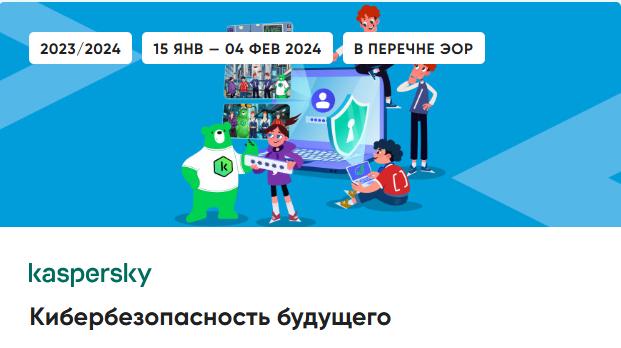 2023/2024
15 ЯНВ – 04 ФЕВ 2024
В ПЕРЕЧНЕ ЭОР
k
kaspersky
Кибербезопасность будущего